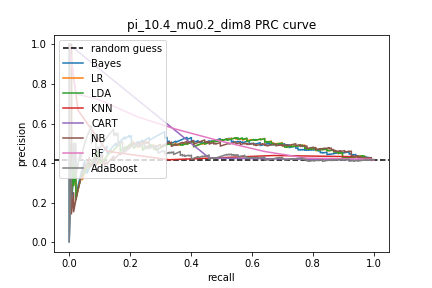 pi_10.4_mu0.2_dim8 PRC curve
1.0
0.8
0.6
0.4
0.2
0.0
precision
random guess
Bayes
LR
LDA
KNN
CART
NB
RF
AdaBoost
0.0 0.2 0.4 0.6 0.8 1.0
recall